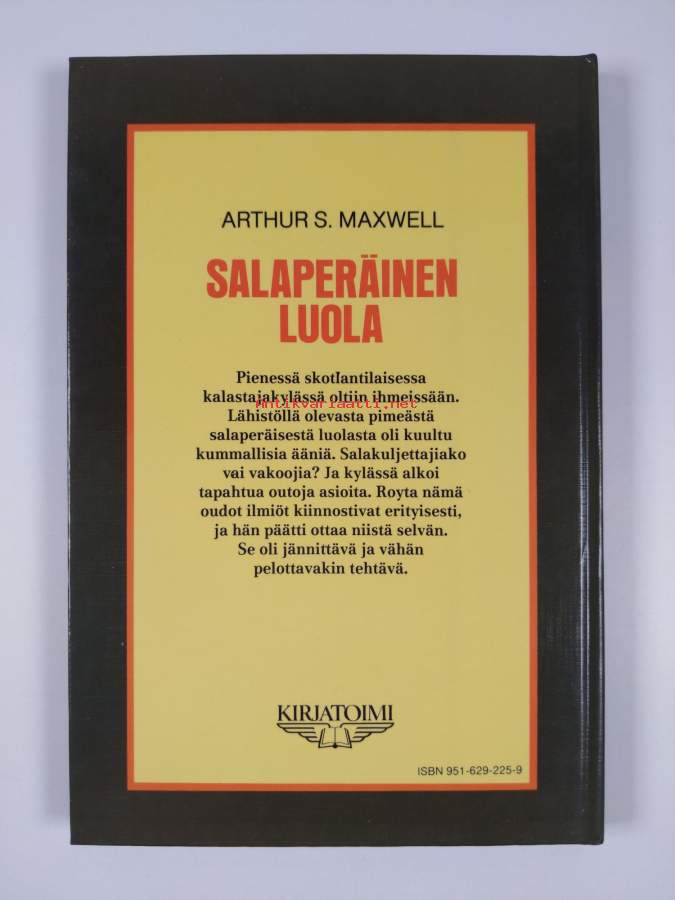 ARTHUR S. MAXWELL
SALAPERÄINEN
LUOLA
Pienessä skotlantilaisessa
kalastajakylässä oltiin ihmeissään.
antikvariaatti.net
Lähistöllä olevasta pimeästä
salaperäisestä luolasta oli kuultu
kummallisia ääniä. Salakuljettajiako
vai vakoojia? Ja kylässä alkoi
tapahtua outoja asioita. Royta nämä
oudot ilmiöt kiinnostivat erityisesti,
ja hän päätti ottaa niistä selvän.
Se oli jännittävä ja vähän
pelottavakin tehtävä.
KIRJATOIMI
ISBN 951-629-225-9